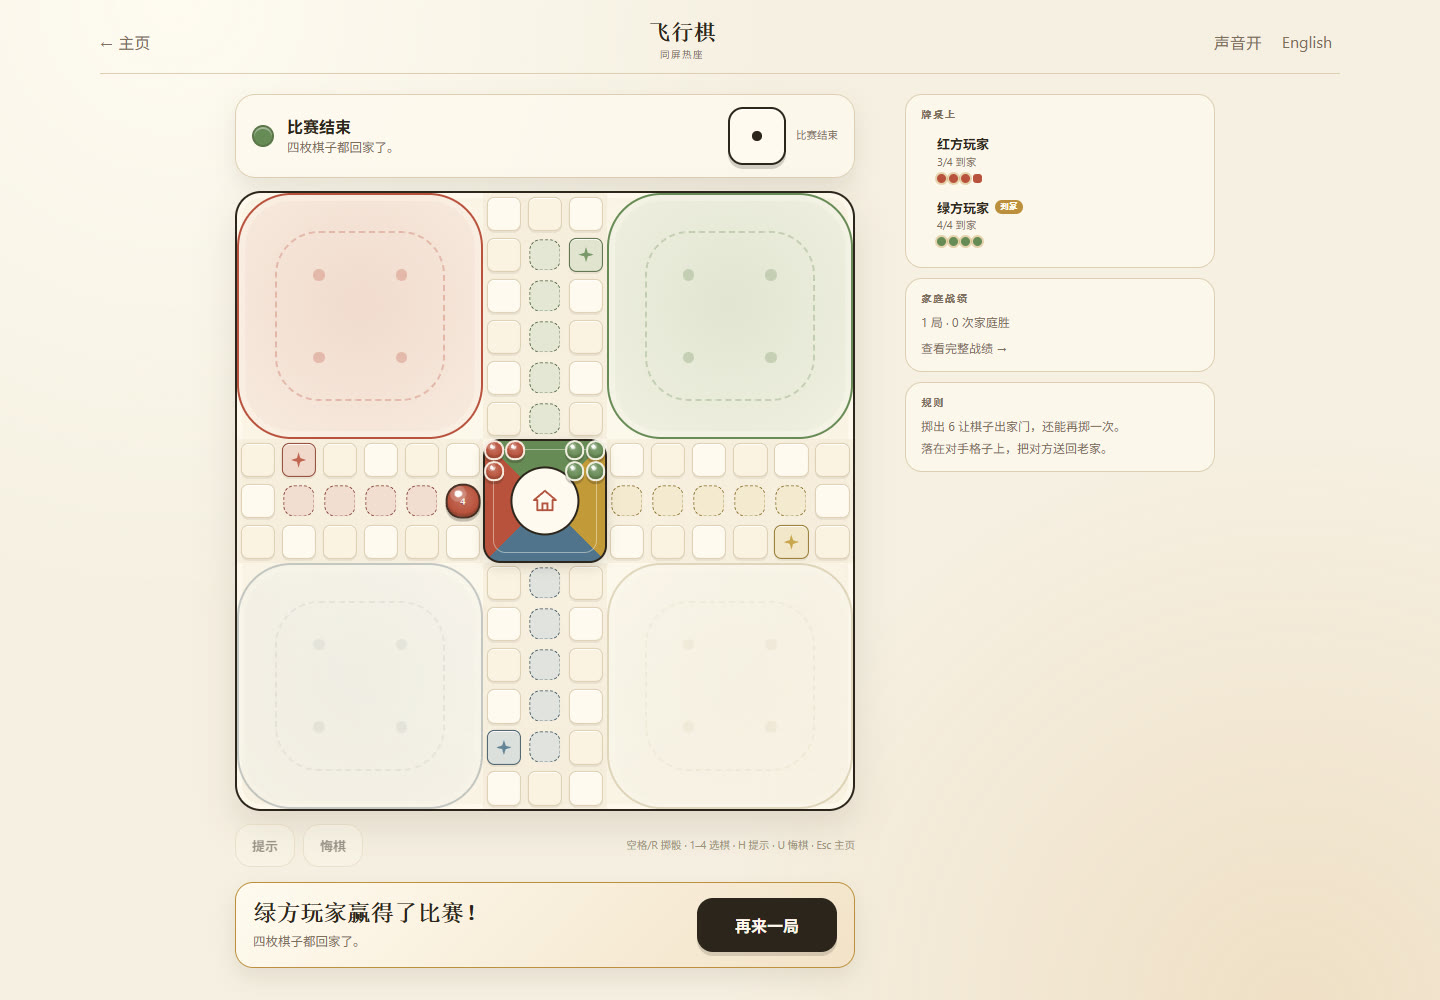 ← 主页
飞行棋
同屏热座
声音开
English
比赛结束
四枚棋子都回家了。
比赛结束
牌桌上
红方玩家
3/4 到家
绿方玩家 到家
4/4 到家
家庭战绩
1 局 · 0 次家庭胜
查看完整战绩 →
规则
掷出 6 让棋子出家门，还能再掷一次。
落在对手格子上，把对方送回老家。
4
提示
悔棋
空格/R 掷骰 · 1–4 选棋 · H 提示 · U 悔棋 · Esc 主页
绿方玩家赢得了比赛！
四枚棋子都回家了。
再来一局